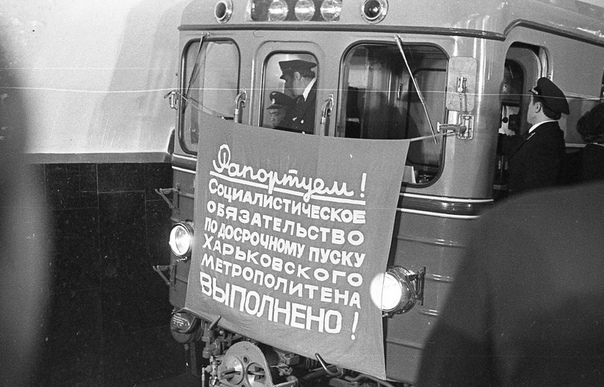 Рапортуем!
Социалистическое
обязательство
по досрочному пуску
Харьковского
метрополитена
выполнено!